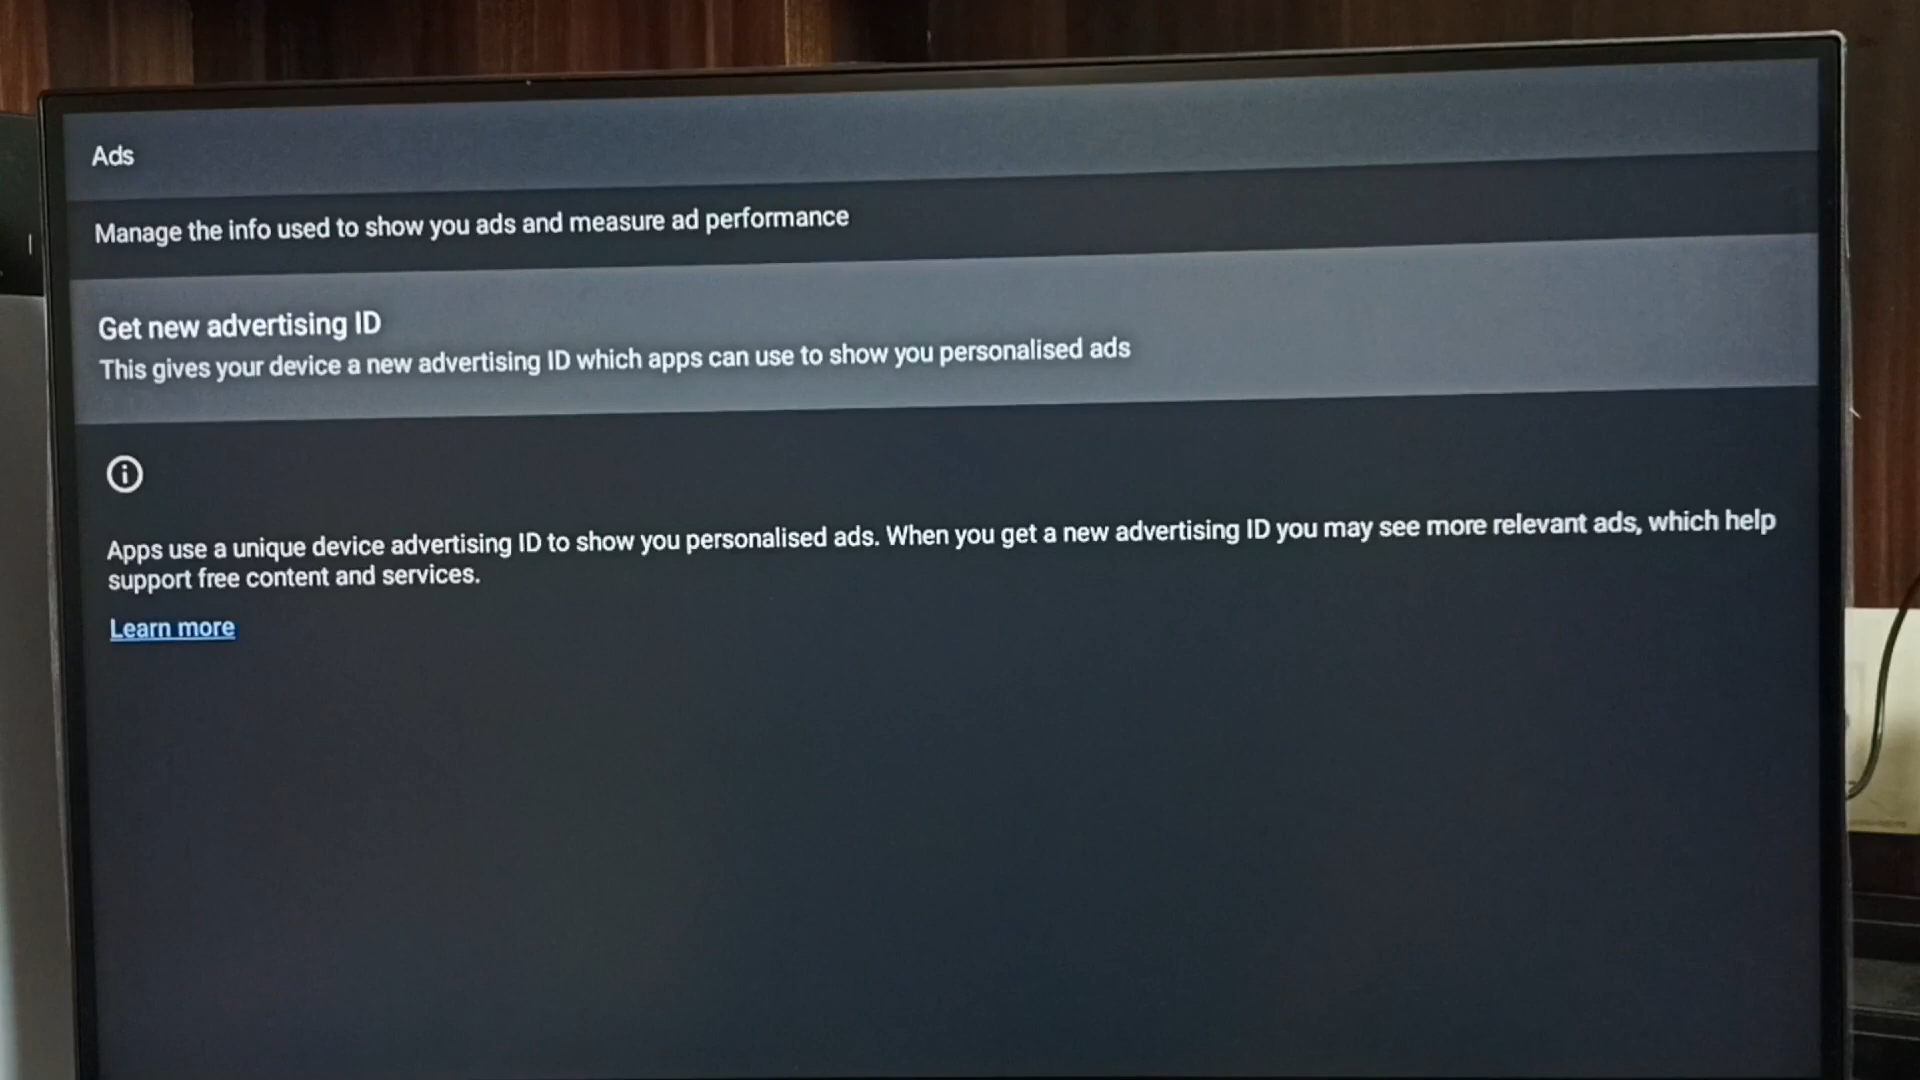 Ads
Manage the info used to show you ads and measure ad performance
Get new advertising ID
This gives your device a new advertising ID which apps can use to show you personalised ads
Apps use a unique device advertising ID to show you personalised ads. When you get a new advertising ID you may see more relevant ads, which help
support free content and services.
Learn more